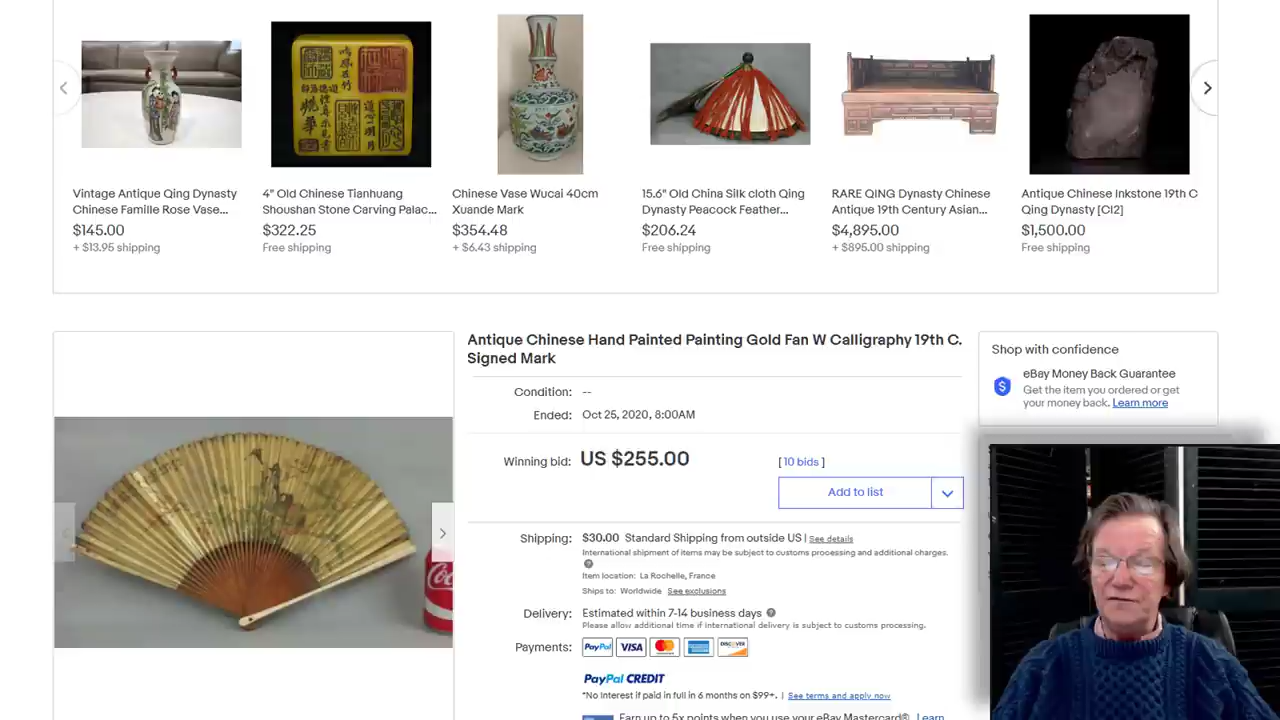 Vintage Antique Qing Dynasty
Chinese Famille Rose Vase...
$145.00
+ $13.95 shipping
4" Old Chinese Tianhuang
Shoushan Stone Carving Palac...
$322.25
Free shipping
Chinese Vase Wucai 40cm
Xuande Mark
$354.48
+ $6.43 shipping
15.6" Old China Silk cloth Qing
Dynasty Peacock Feather...
$206.24
Free shipping
RARE QING Dynasty Chinese
Antique 19th Century Asian...
$4,895.00
+ $895.00 shipping
Antique Chinese Inkstone 19th C
Qing Dynasty [CI2]
$1,500.00
Free shipping
Antique Chinese Hand Painted Painting Gold Fan W Calligraphy 19th C.
Signed Mark
Condition: --
Ended: Oct 25, 2020, 8:00AM
Winning bid: US $255.00 [ 10 bids ]
Add to list
Shipping: $30.00 Standard Shipping from outside US | See details
International shipment of items may be subject to customs processing and additional charges.
Item location: La Rochelle, France
Ships to: Worldwide See exclusions
Delivery: Estimated within 7-14 business days
Please allow additional time if international delivery is subject to customs processing.
Payments: PayPal VISA MasterCard DISCOVER
PayPal CREDIT
*No Interest if paid in full in 6 months on $99+. | See terms and apply now
Earn up to 5x points when you use your eBay Mastercard®. Learn
Shop with confidence
eBay Money Back Guarantee
Get the item you ordered or get
your money back. Learn more